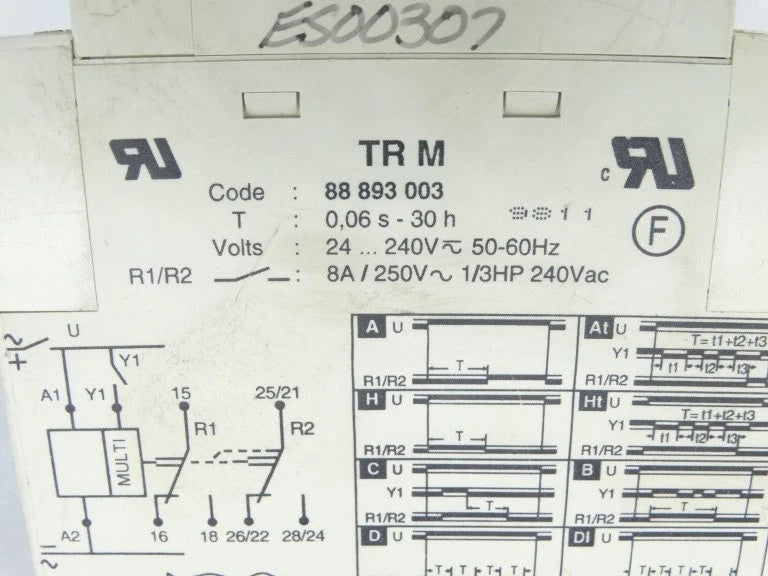 ES00307
TR M
c
Code : 88 893 003
T : 0,06 s - 30 h 9811
F
Volts : 24 ... 240V 50-60Hz
R1/R2 : 8A / 250V~ 1/3HP 240Vac
U
Y1
A1
Y1
15
25/21
R1
R2
MULTI
A2
16
18
26/22
28/24
A U
T
R1/R2
At U
T= t1+t2+t3
Y1
t1 t2 t3
R1/R2
H U
T
R1/R2
Ht U
T= t1+t2+t3
Y1
t1 t2 t3
R1/R2
C U
Y1
T
R1/R2
B U
Y1
T
R1/R2
D U
T T T T
DI U
T T T T